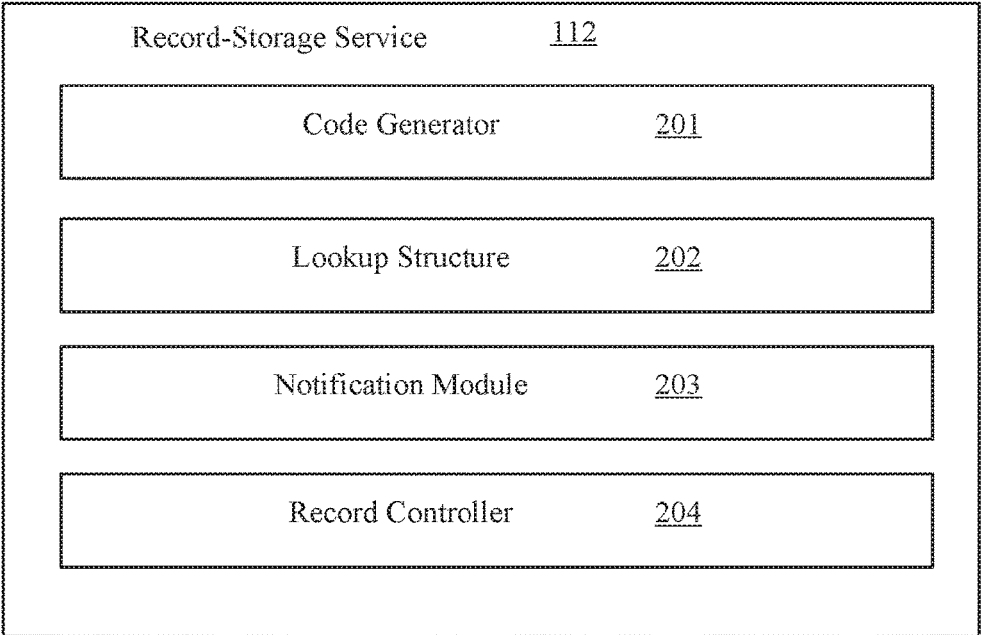 Record-Storage Service 112
Code Generator 201
Lookup Structure 202
Notification Module 203
Record Controller 204